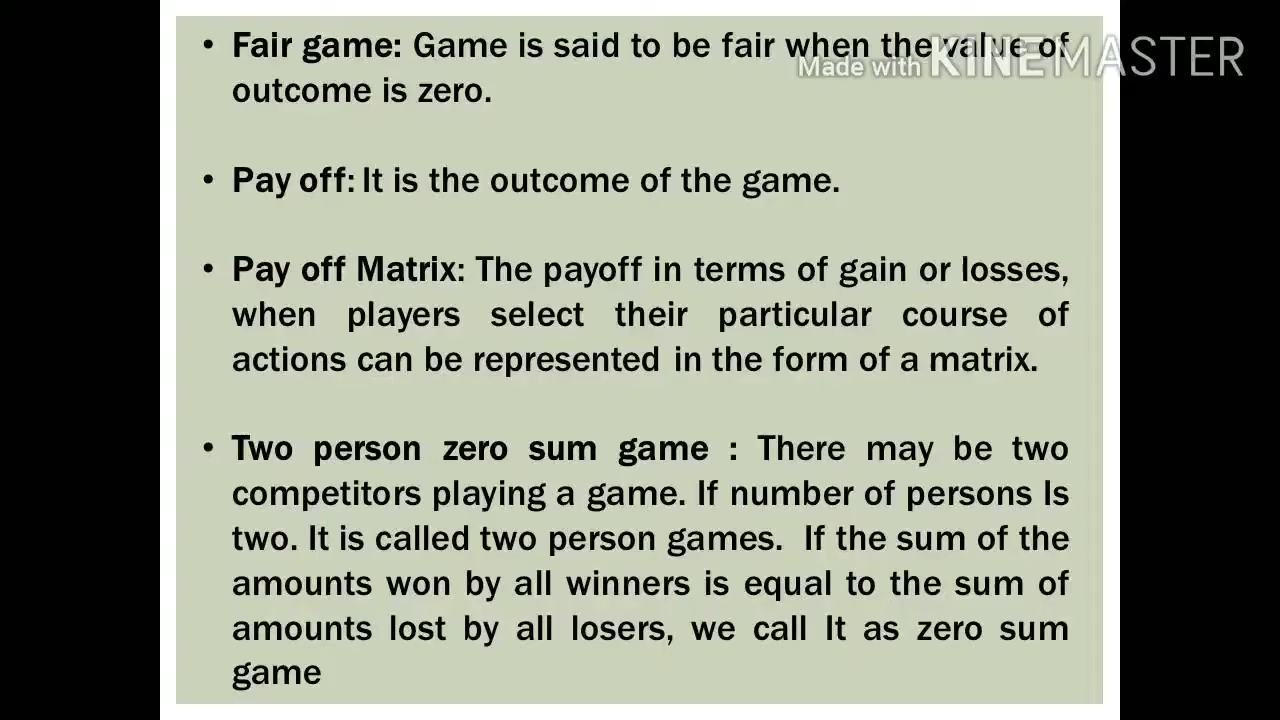 • Fair game: Game is said to be fair when the value of
Made with KINEMASTER
outcome is zero.
• Pay off: It is the outcome of the game.
• Pay off Matrix: The payoff in terms of gain or losses,
when players select their particular course of
actions can be represented in the form of a matrix.
• Two person zero sum game : There may be two
competitors playing a game. If number of persons Is
two. It is called two person games. If the sum of the
amounts won by all winners is equal to the sum of
amounts lost by all losers, we call It as zero sum
game